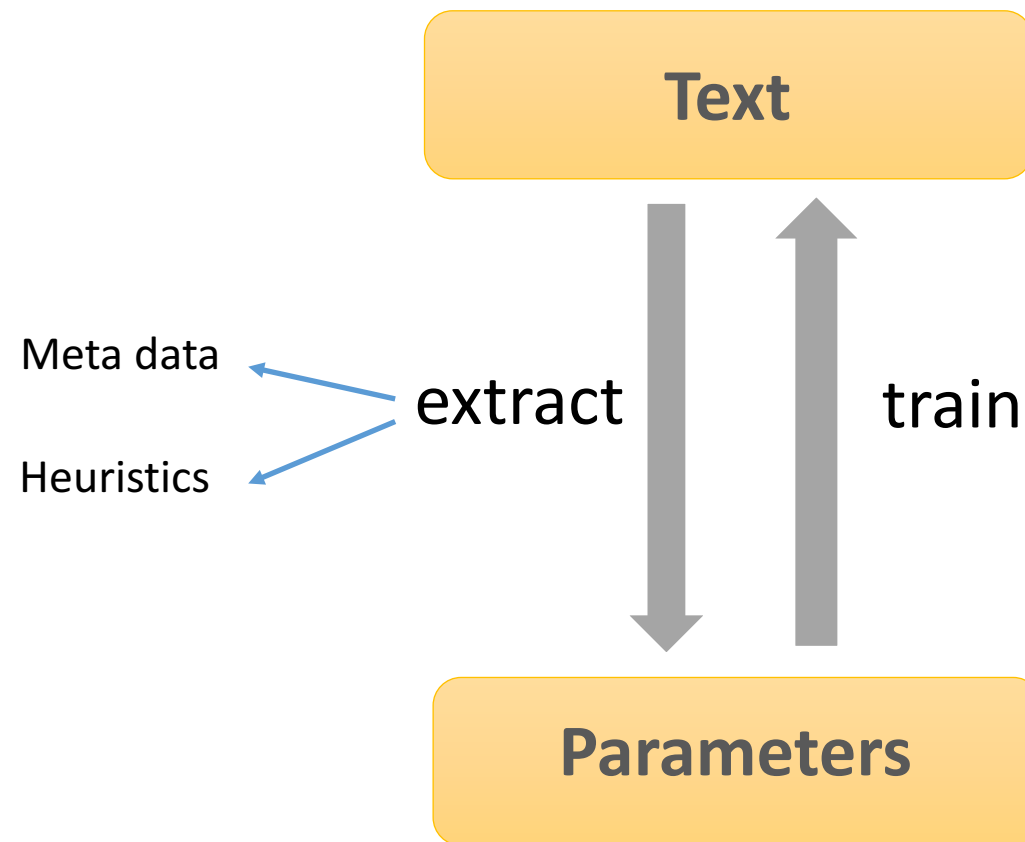 Text
Meta data
extract
train
Heuristics
Parameters